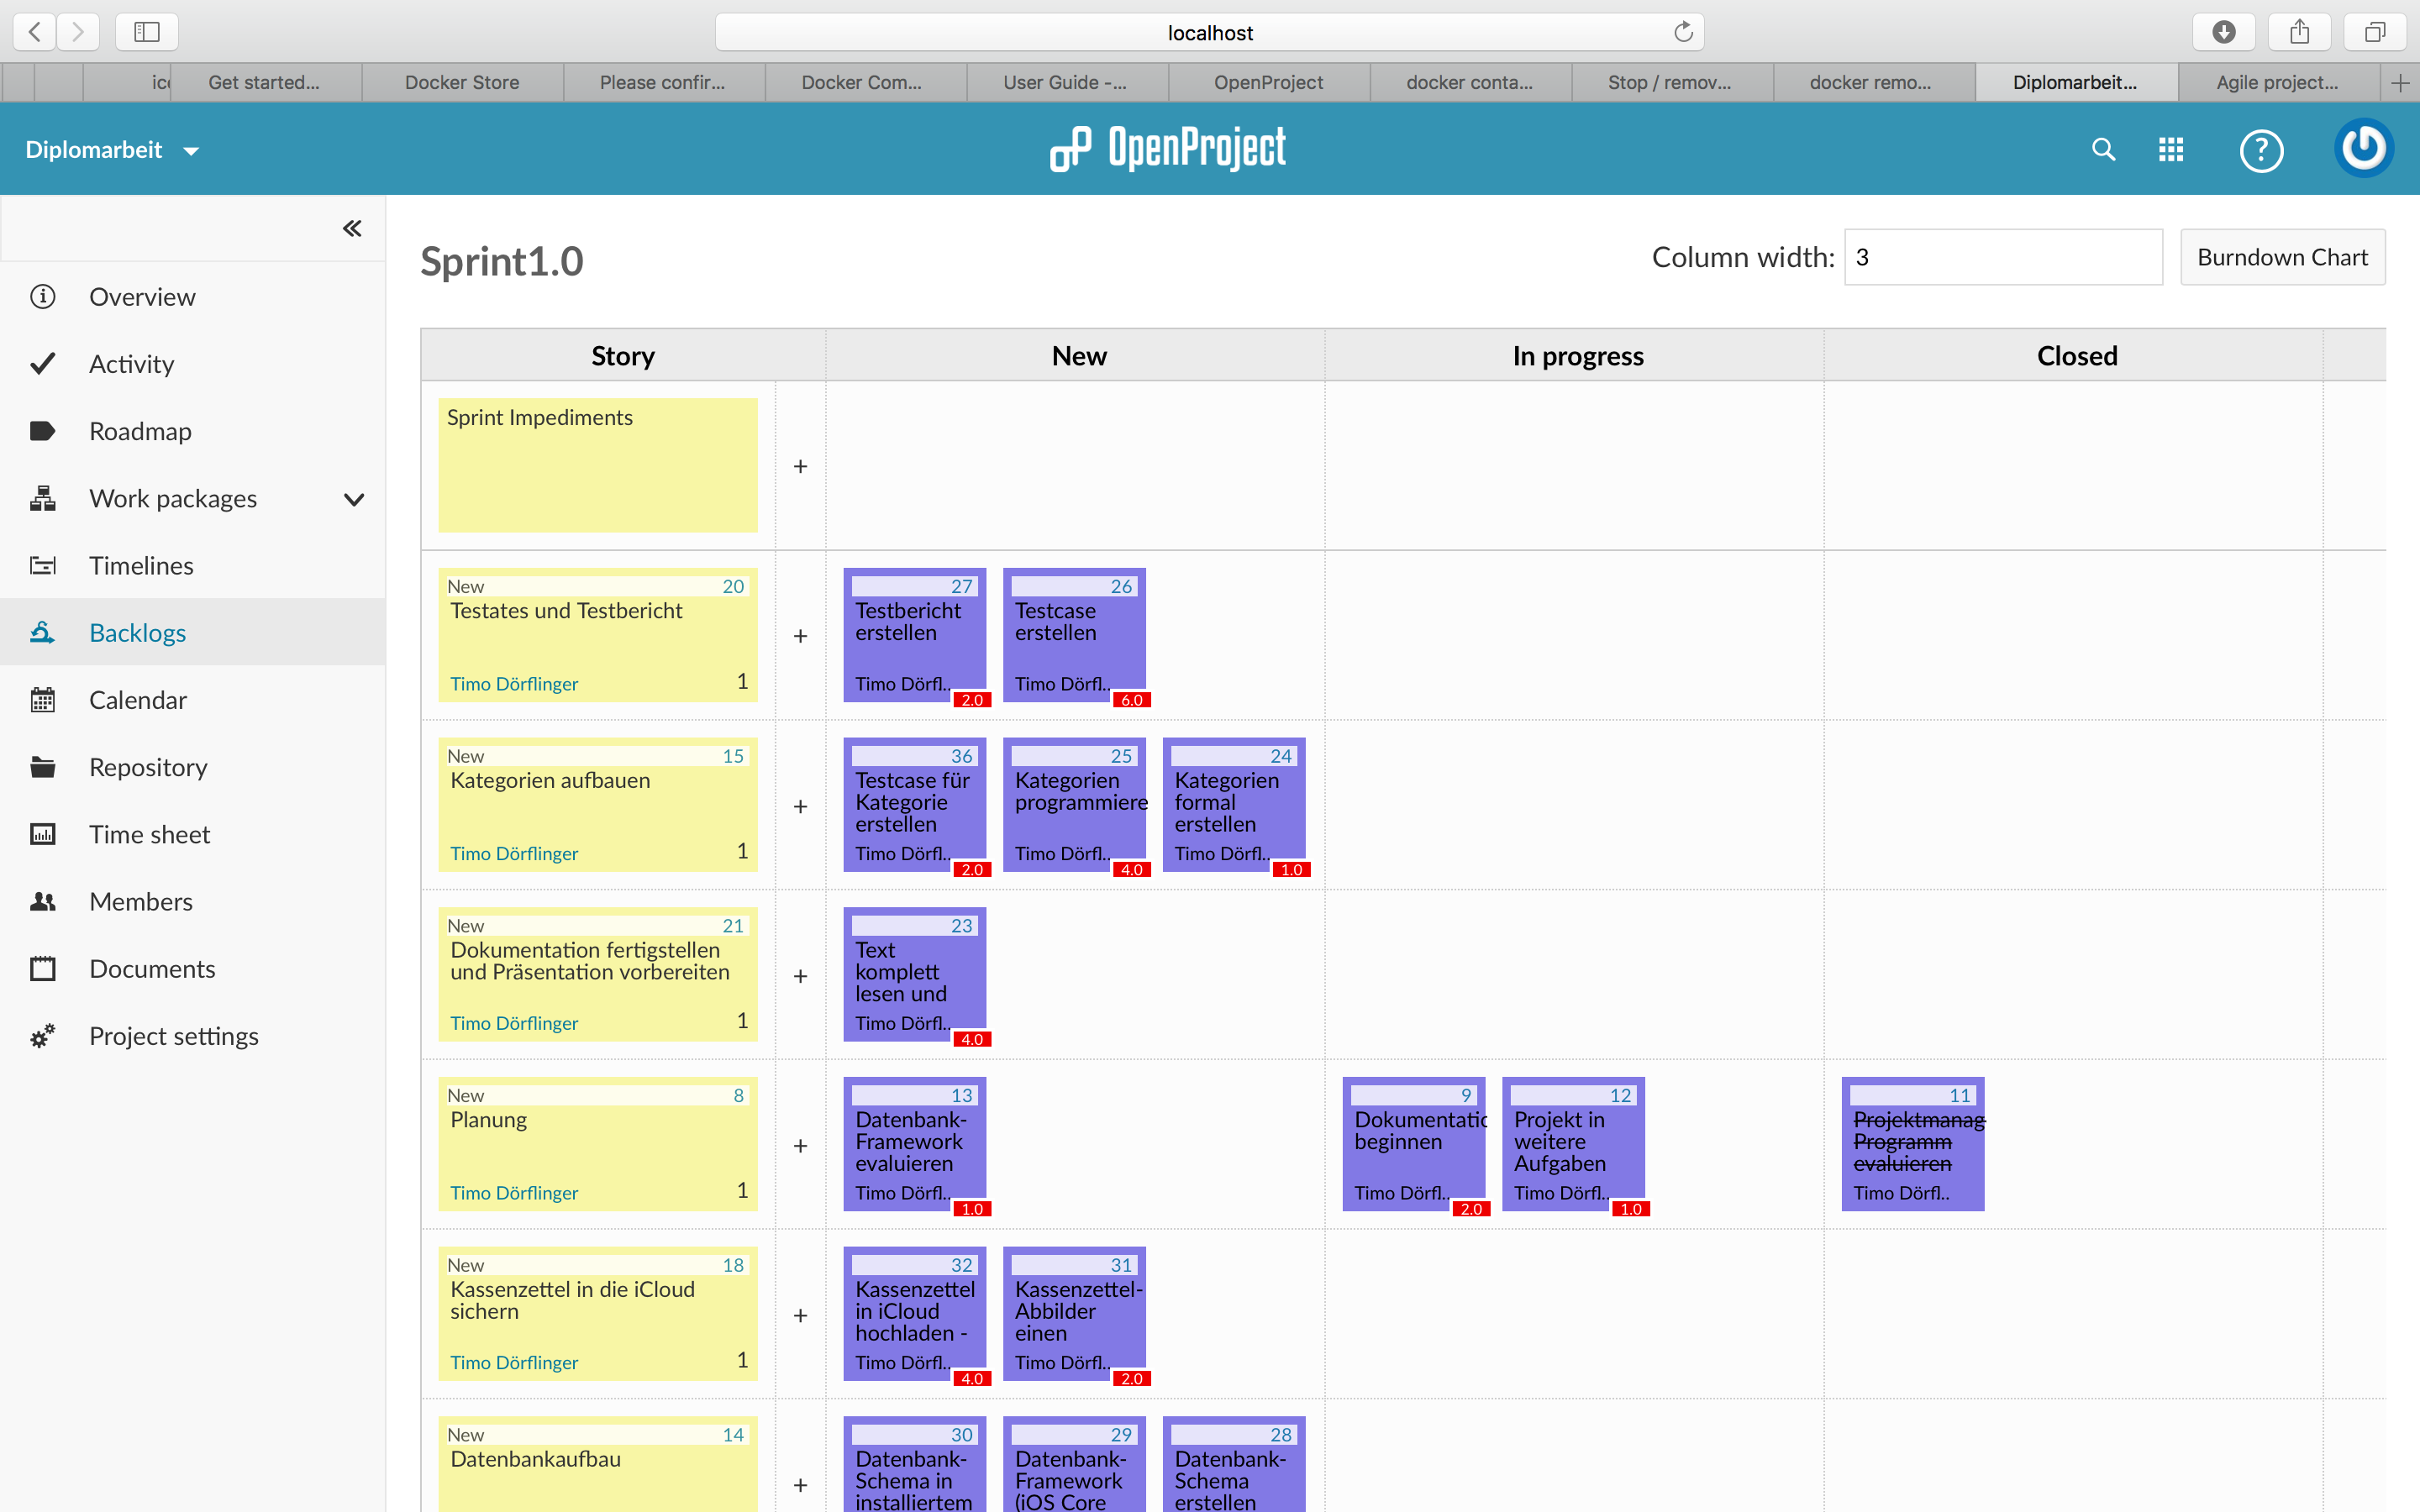 localhost
Get started...
Docker Store
Please confir...
Docker Com...
User Guide -...
OpenProject
docker conta...
Stop / remov...
docker remo...
Diplomarbeit...
Agile project...
Diplomarbeit
OpenProject
Overview
Activity
Roadmap
Work packages
Timelines
Backlogs
Calendar
Repository
Time sheet
Members
Documents
Project settings
Sprint1.0
Column width: 3
Burndown Chart
Story
New
In progress
Closed
Sprint Impediments
+
New 20
Testates und Testbericht
Timo Dörflinger 1
+
27
Testbericht
erstellen
Timo Dörfl..
2.0
26
Testcase
erstellen
Timo Dörfl..
6.0
New 15
Kategorien aufbauen
Timo Dörflinger 1
+
36
Testcase für
Kategorie
erstellen
Timo Dörfl..
2.0
25
Kategorien
programmiere
Timo Dörfl..
4.0
24
Kategorien
formal
erstellen
Timo Dörfl..
1.0
New 21
Dokumentation fertigstellen
und Präsentation vorbereiten
Timo Dörflinger 1
+
23
Text
komplett
lesen und
Timo Dörfl..
4.0
New 8
Planung
Timo Dörflinger 1
+
13
Datenbank-
Framework
evaluieren
Timo Dörfl..
1.0
9
Dokumentatic
beginnen
Timo Dörfl..
2.0
12
Projekt in
weitere
Aufgaben
Timo Dörfl..
1.0
11
Projektmanag
Programm
evaluieren
Timo Dörfl..
New 18
Kassenzettel in die iCloud
sichern
Timo Dörflinger 1
+
32
Kassenzettel
in iCloud
hochladen -
Timo Dörfl..
4.0
31
Kassenzettel-
Abbilder
einen
Timo Dörfl..
2.0
New 14
Datenbankaufbau
+
30
Datenbank-
Schema in
installiertem
29
Datenbank-
Framework
(iOS Core
28
Datenbank-
Schema
erstellen